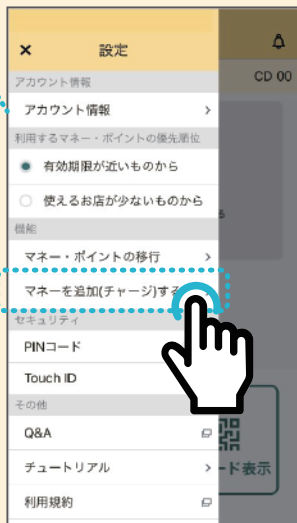 × 設定
CD 00
アカウント情報
アカウント情報 >
利用するマネー・ポイントの優先順位
有効期限が近いものから
使えるお店が少ないものから
機能
マネー・ポイントの移行 >
マネーを追加(チャージ)する
セキュリティ
PINコード
Touch ID
その他
Q&A
チュートリアル >
ード表示
利用規約